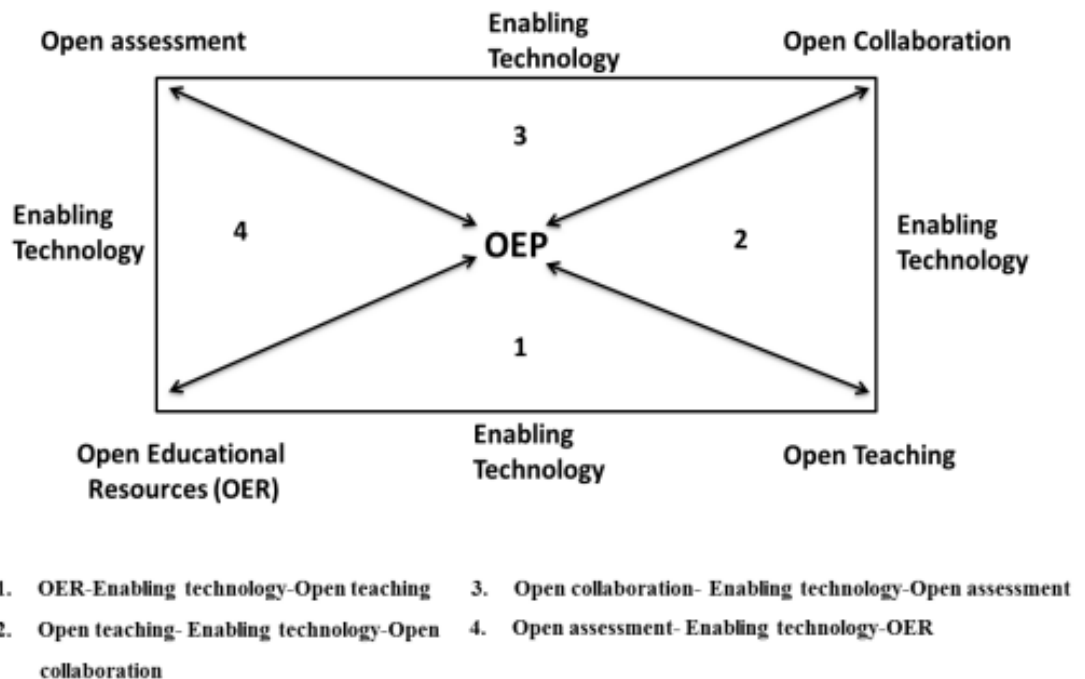 Open assessment
Enabling
Technology
Open Collaboration
3
Enabling
Technology
4
OEP
2
Enabling
Technology
1
Open Educational
Resources (OER)
Enabling
Technology
Open Teaching
1. OER-Enabling technology-Open teaching
2. Open teaching- Enabling technology-Open
collaboration
3. Open collaboration- Enabling technology-Open assessment
4. Open assessment- Enabling technology-OER